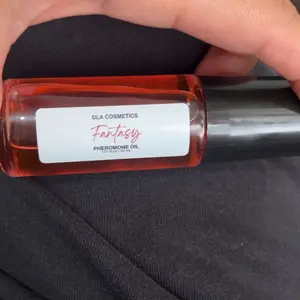 DLA COSMETICS
Fantasy
PHEROMONE OIL